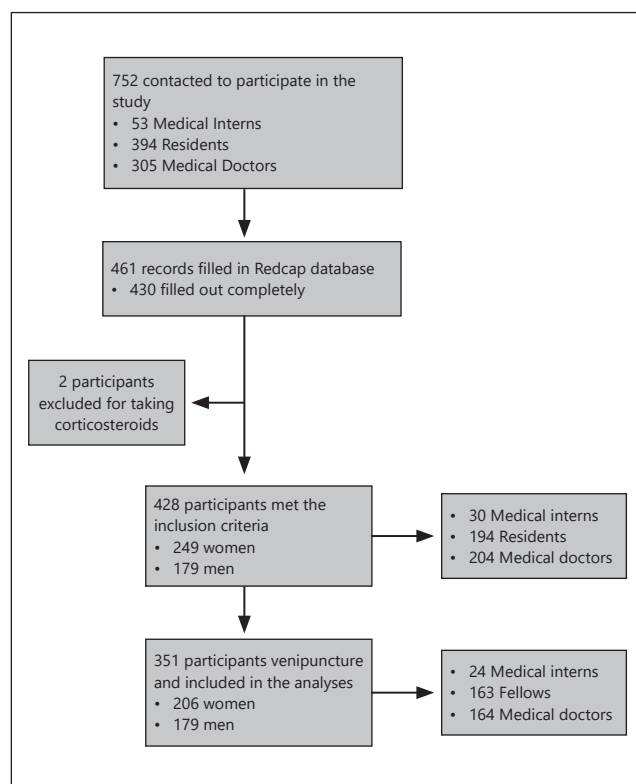 752 contacted to participate in the
study
• 53 Medical Interns
• 394 Residents
• 305 Medical Doctors
461 records filled in Redcap database
• 430 filled out completely
2 participants
excluded for taking
corticosteroids
428 participants met the
inclusion criteria
• 249 women
• 179 men
• 30 Medical interns
• 194 Residents
• 204 Medical doctors
351 participants venipuncture
and included in the analyses
• 206 women
• 179 men
• 24 Medical interns
• 163 Fellows
• 164 Medical doctors